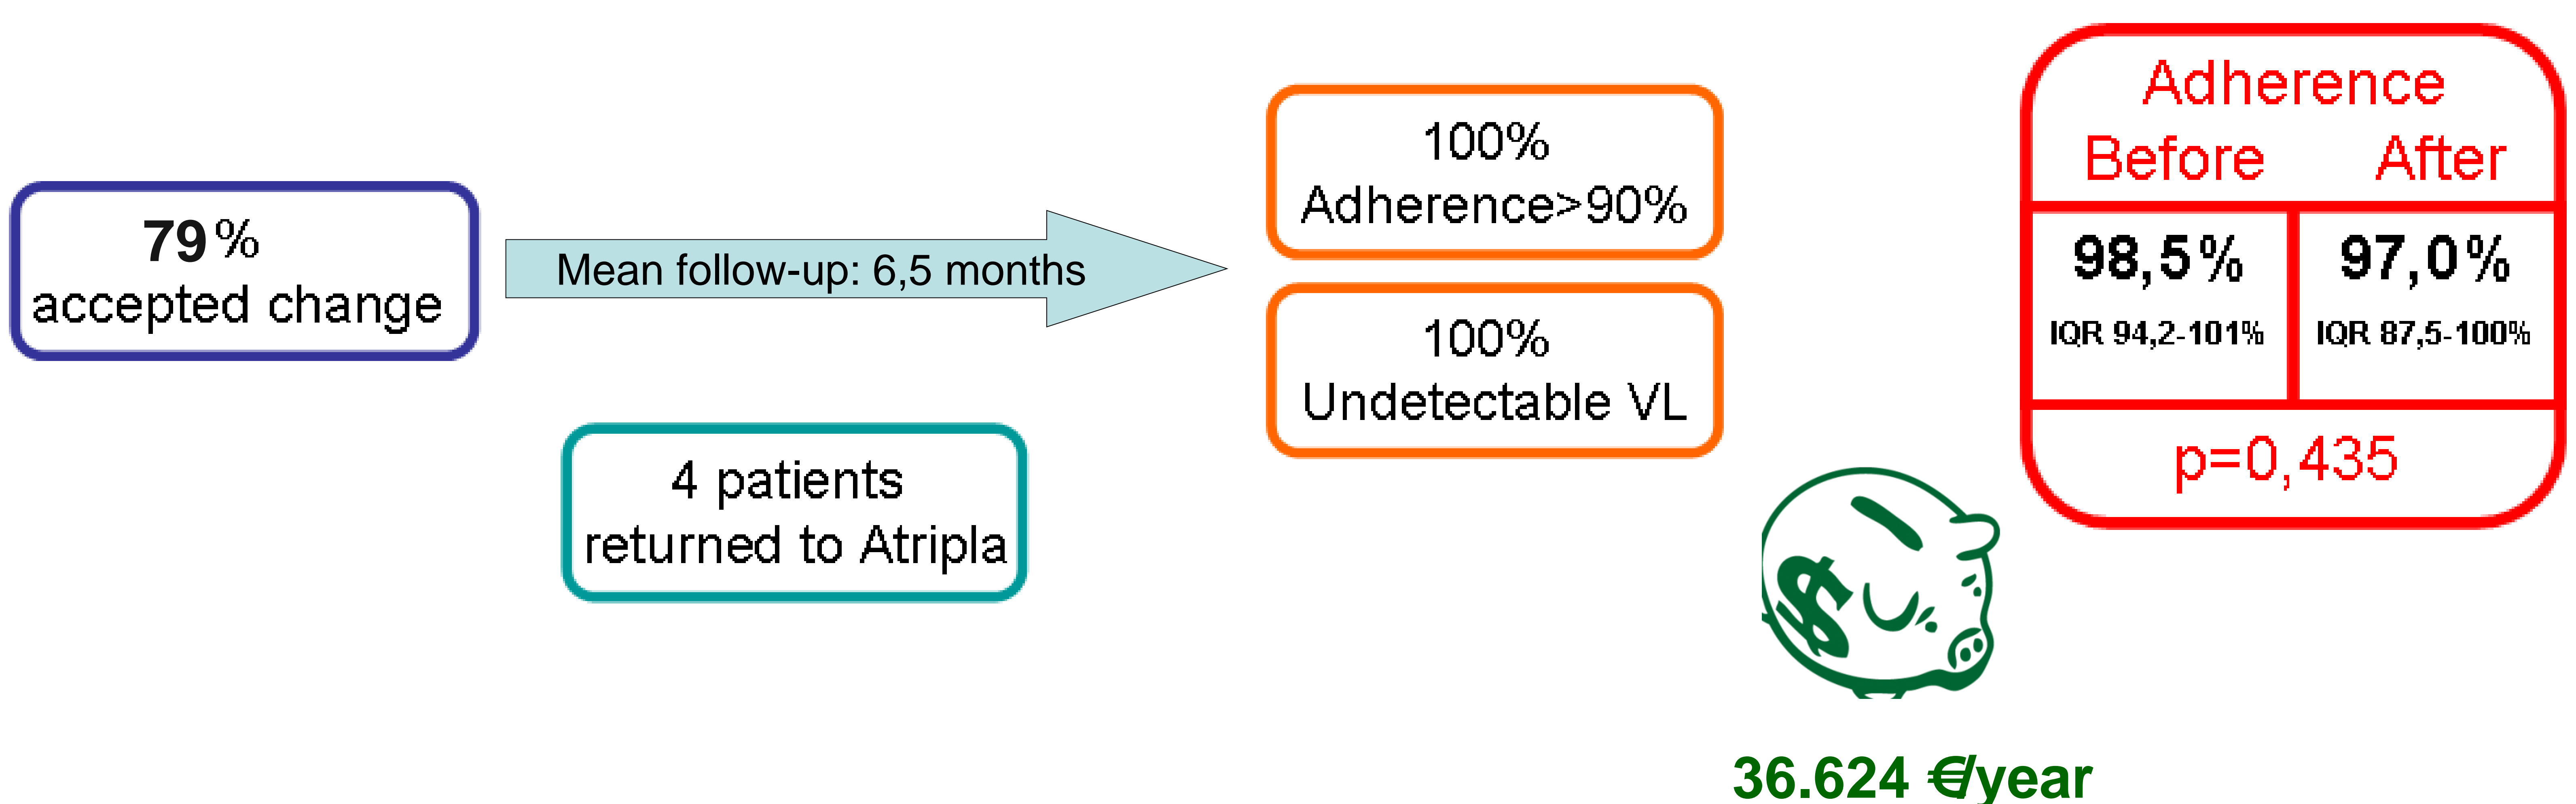 79%
accepted change
Mean follow-up: 6,5 months
4 patients
returned to Atripla
100%
Adherence>90%
100%
Undetectable VL
$
36.624 €/year
Adherence
Before After
98,5% 97,0%
IQR 94,2-101% IQR 87,5-100%
p=0,435